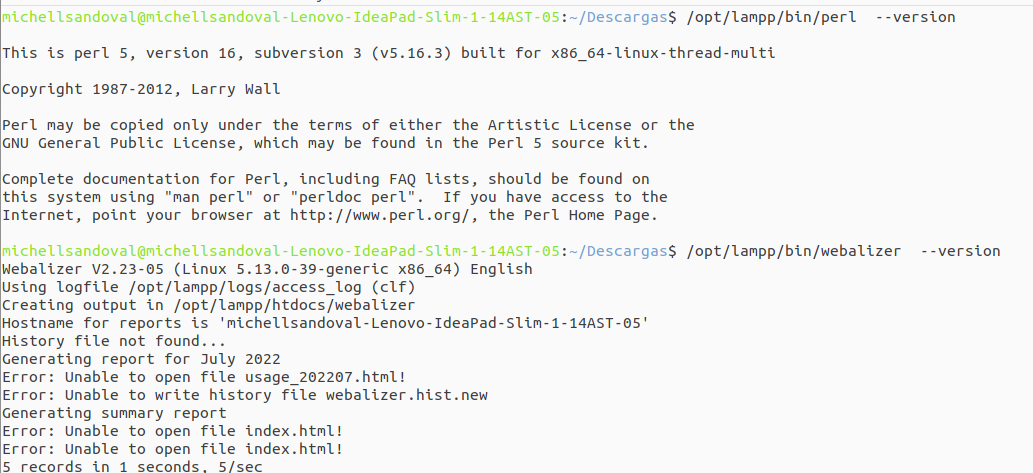 michellsandoval@michellsandoval-Lenovo-IdeaPad-Slim-1-14AST-05:~/Descargas$ /opt/lampp/bin/perl  --version
This is perl 5, version 16, subversion 3 (v5.16.3) built for x86_64-linux-thread-multi
Copyright 1987-2012, Larry Wall
Perl may be copied only under the terms of either the Artistic License or the
GNU General Public License, which may be found in the Perl 5 source kit.
Complete documentation for Perl, including FAQ lists, should be found on
this system using "man perl" or "perldoc perl".  If you have access to the
Internet, point your browser at http://www.perl.org/, the Perl Home Page.
michellsandoval@michellsandoval-Lenovo-IdeaPad-Slim-1-14AST-05:~/Descargas$ /opt/lampp/bin/webalizer  --version
Webalizer V2.23-05 (Linux 5.13.0-39-generic x86_64) English
Using logfile /opt/lampp/logs/access_log (clf)
Creating output in /opt/lampp/htdocs/webalizer
Hostname for reports is 'michellsandoval-Lenovo-IdeaPad-Slim-1-14AST-05'
History file not found...
Generating report for July 2022
Error: Unable to open file usage_202207.html!
Error: Unable to write history file webalizer.hist.new
Generating summary report
Error: Unable to open file index.html!
Error: Unable to open file index.html!
5 records in 1 seconds, 5/sec